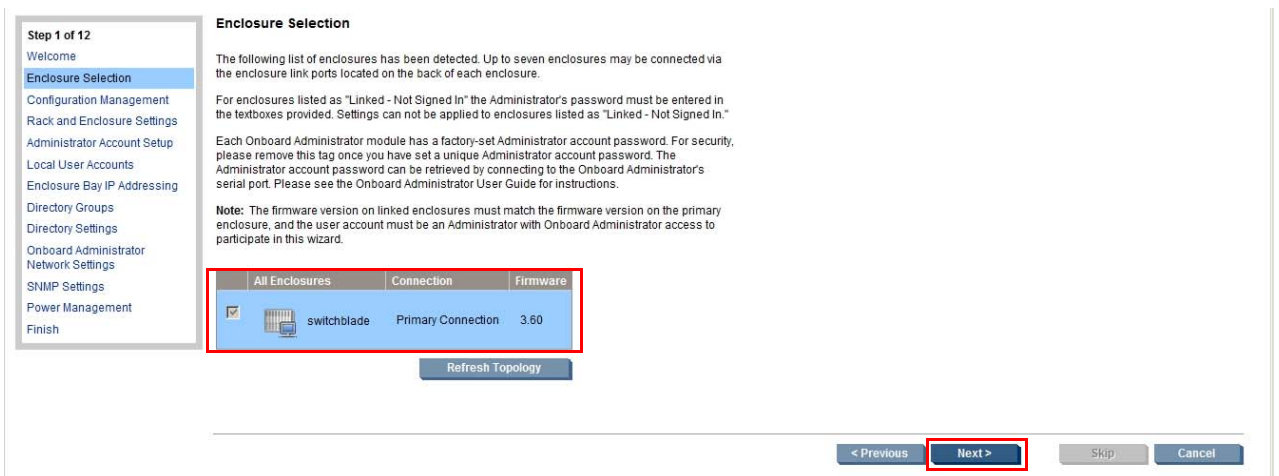 Step 1 of 12
Welcome
Enclosure Selection
Configuration Management
Rack and Enclosure Settings
Administrator Account Setup
Local User Accounts
Enclosure Bay IP Addressing
Directory Groups
Directory Settings
Onboard Administrator
Network Settings
SNMP Settings
Power Management
Finish
Enclosure Selection
The following list of enclosures has been detected. Up to seven enclosures may be connected via
the enclosure link ports located on the back of each enclosure.
For enclosures listed as "Linked - Not Signed In" the Administrator's password must be entered in
the textboxes provided. Settings can not be applied to enclosures listed as "Linked - Not Signed In."
Each Onboard Administrator module has a factory-set Administrator account password. For security,
please remove this tag once you have set a unique Administrator account password. The
Administrator account password can be retrieved by connecting to the Onboard Administrator's
serial port. Please see the Onboard Administrator User Guide for instructions.
Note: The firmware version on linked enclosures must match the firmware version on the primary
enclosure, and the user account must be an Administrator with Onboard Administrator access to
participate in this wizard.
All Enclosures Connection Firmware
switchblade Primary Connection 3.60
Refresh Topology
< Previous Next > Skip Cancel